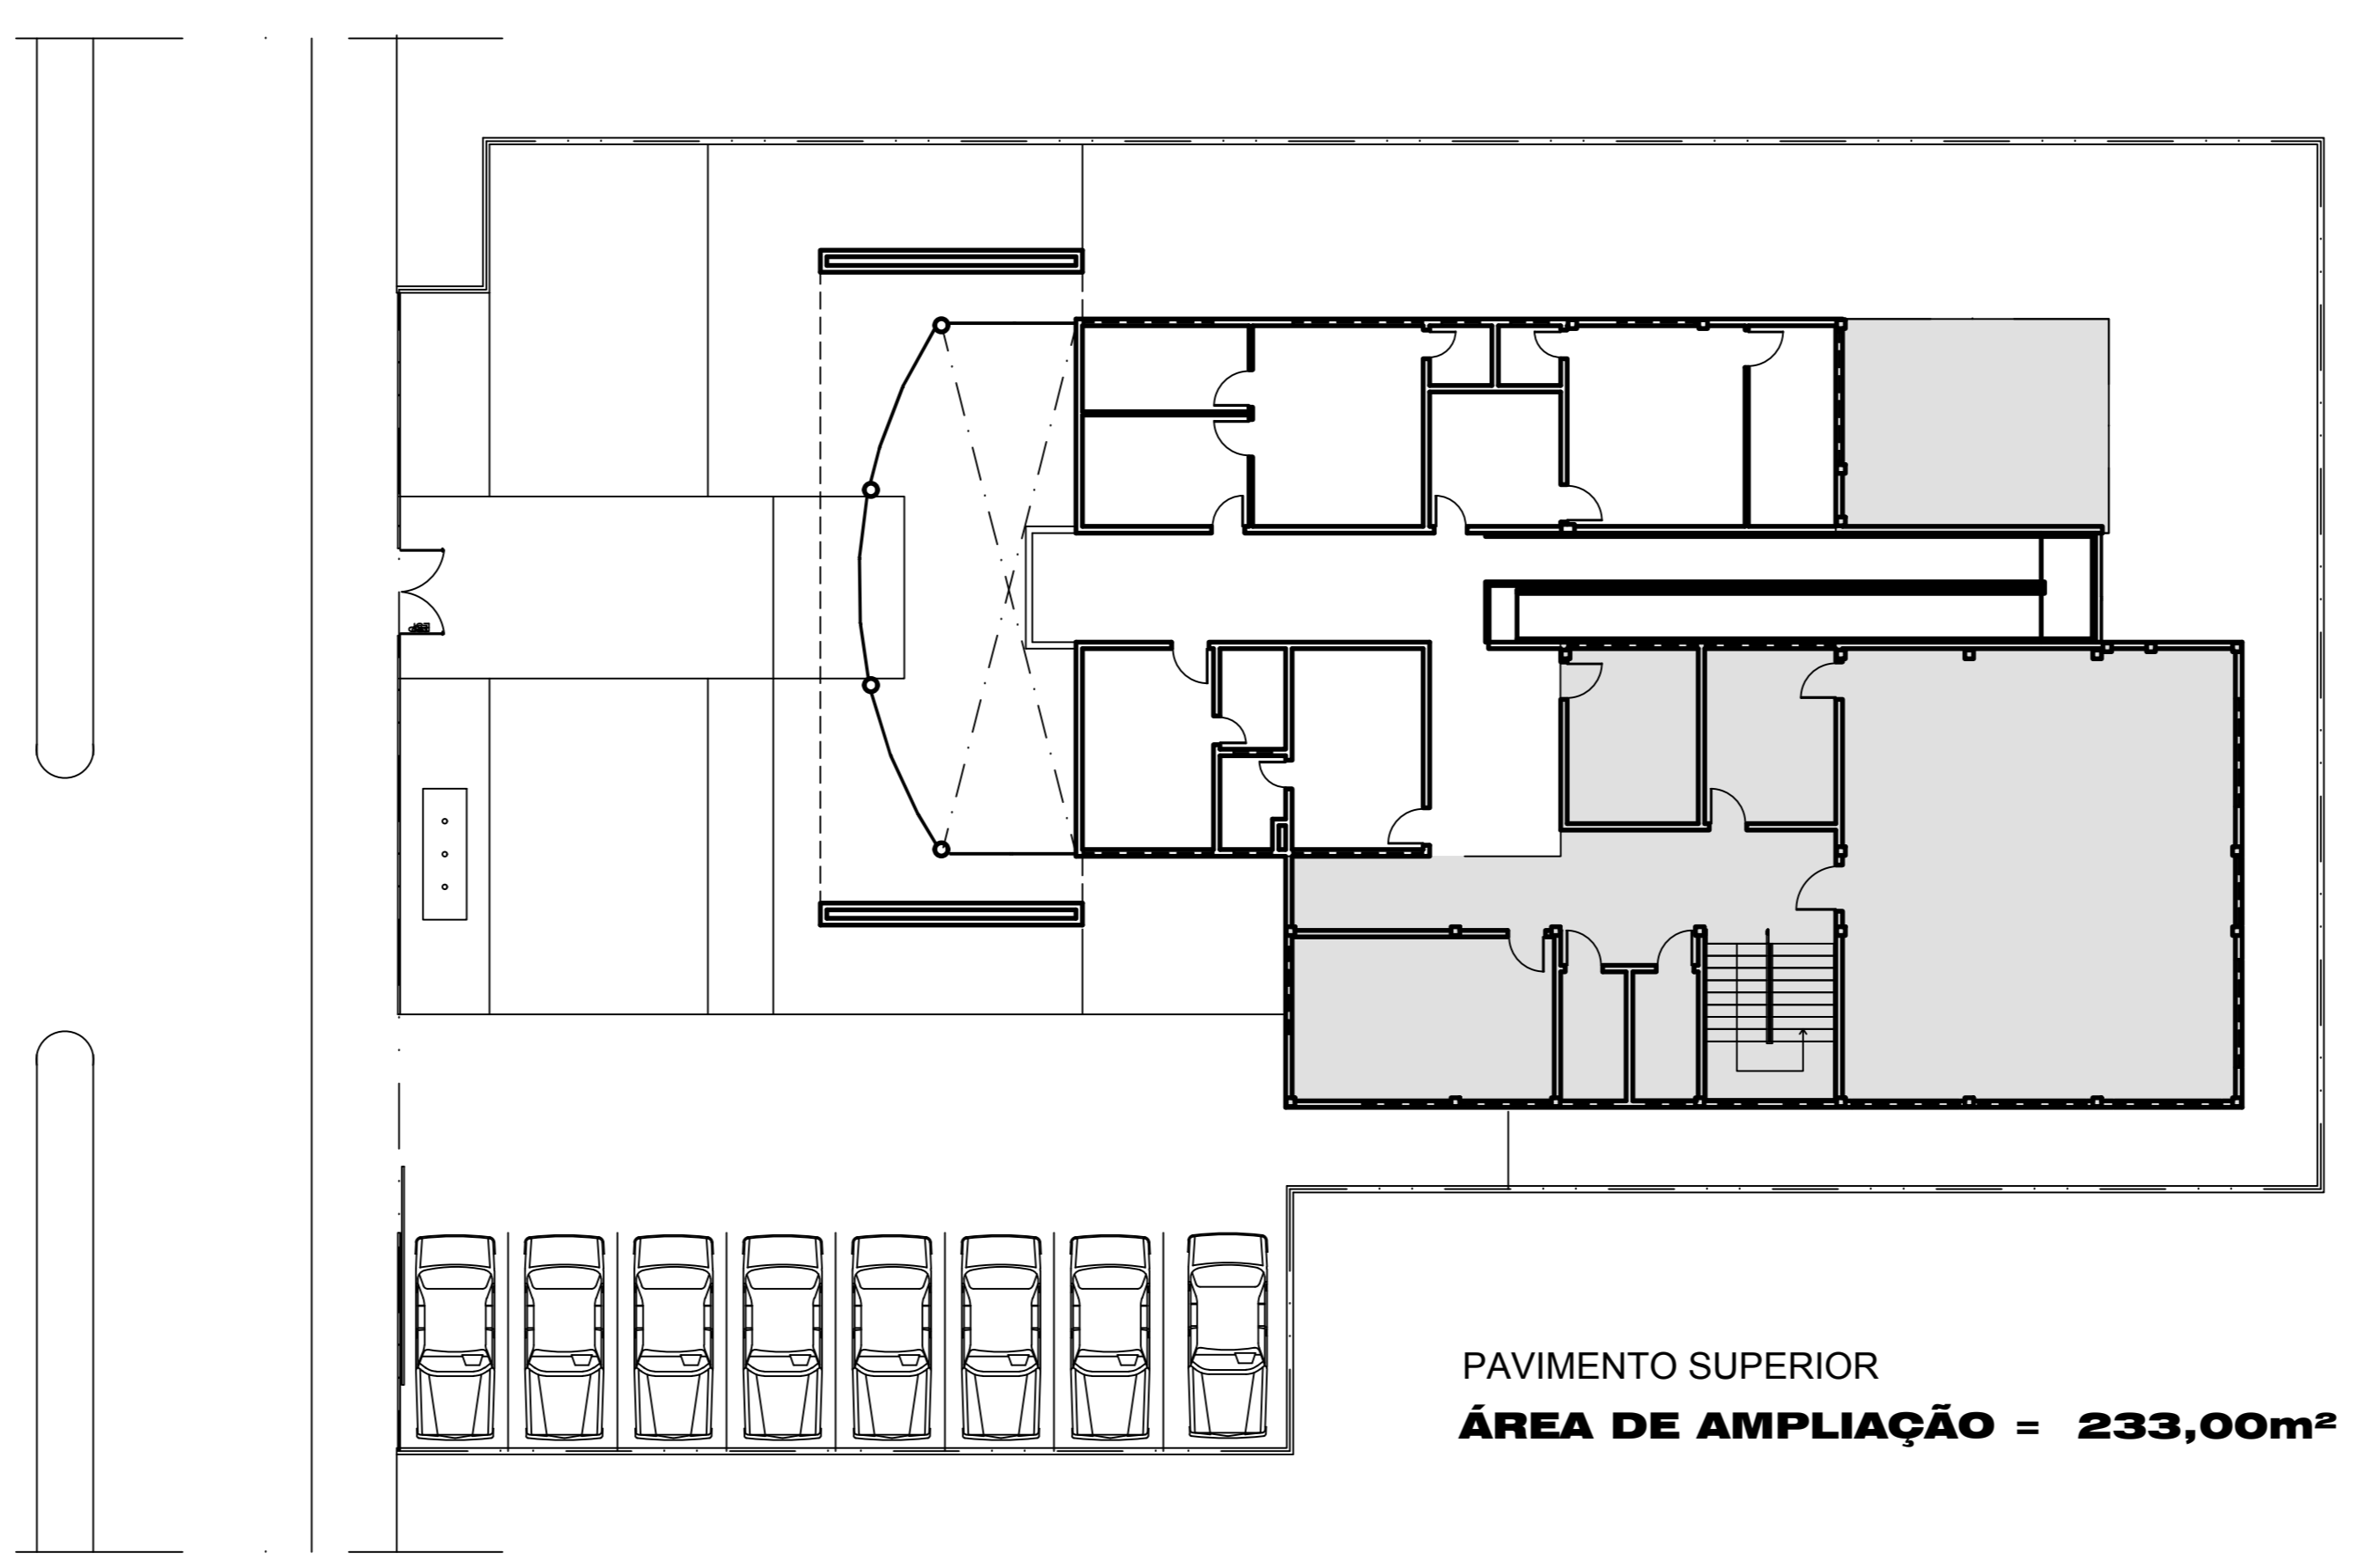 PAVIMENTO SUPERIOR
ÁREA DE AMPLIAÇÃO = 233,00m²